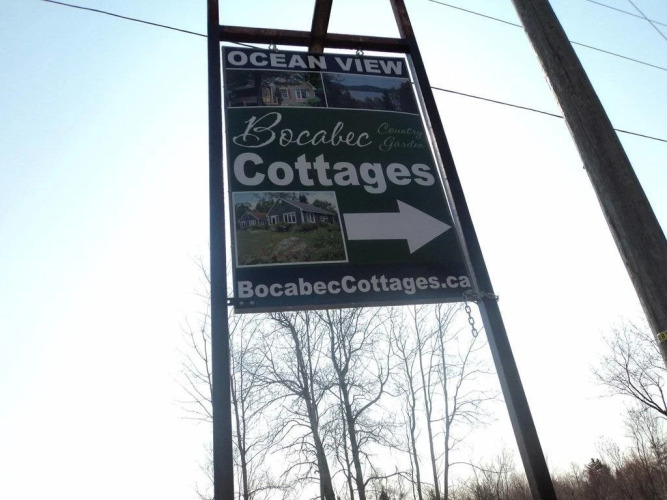 OCEAN VIEW
Bocabec Country Garden
Cottages
BocabecCottages.ca